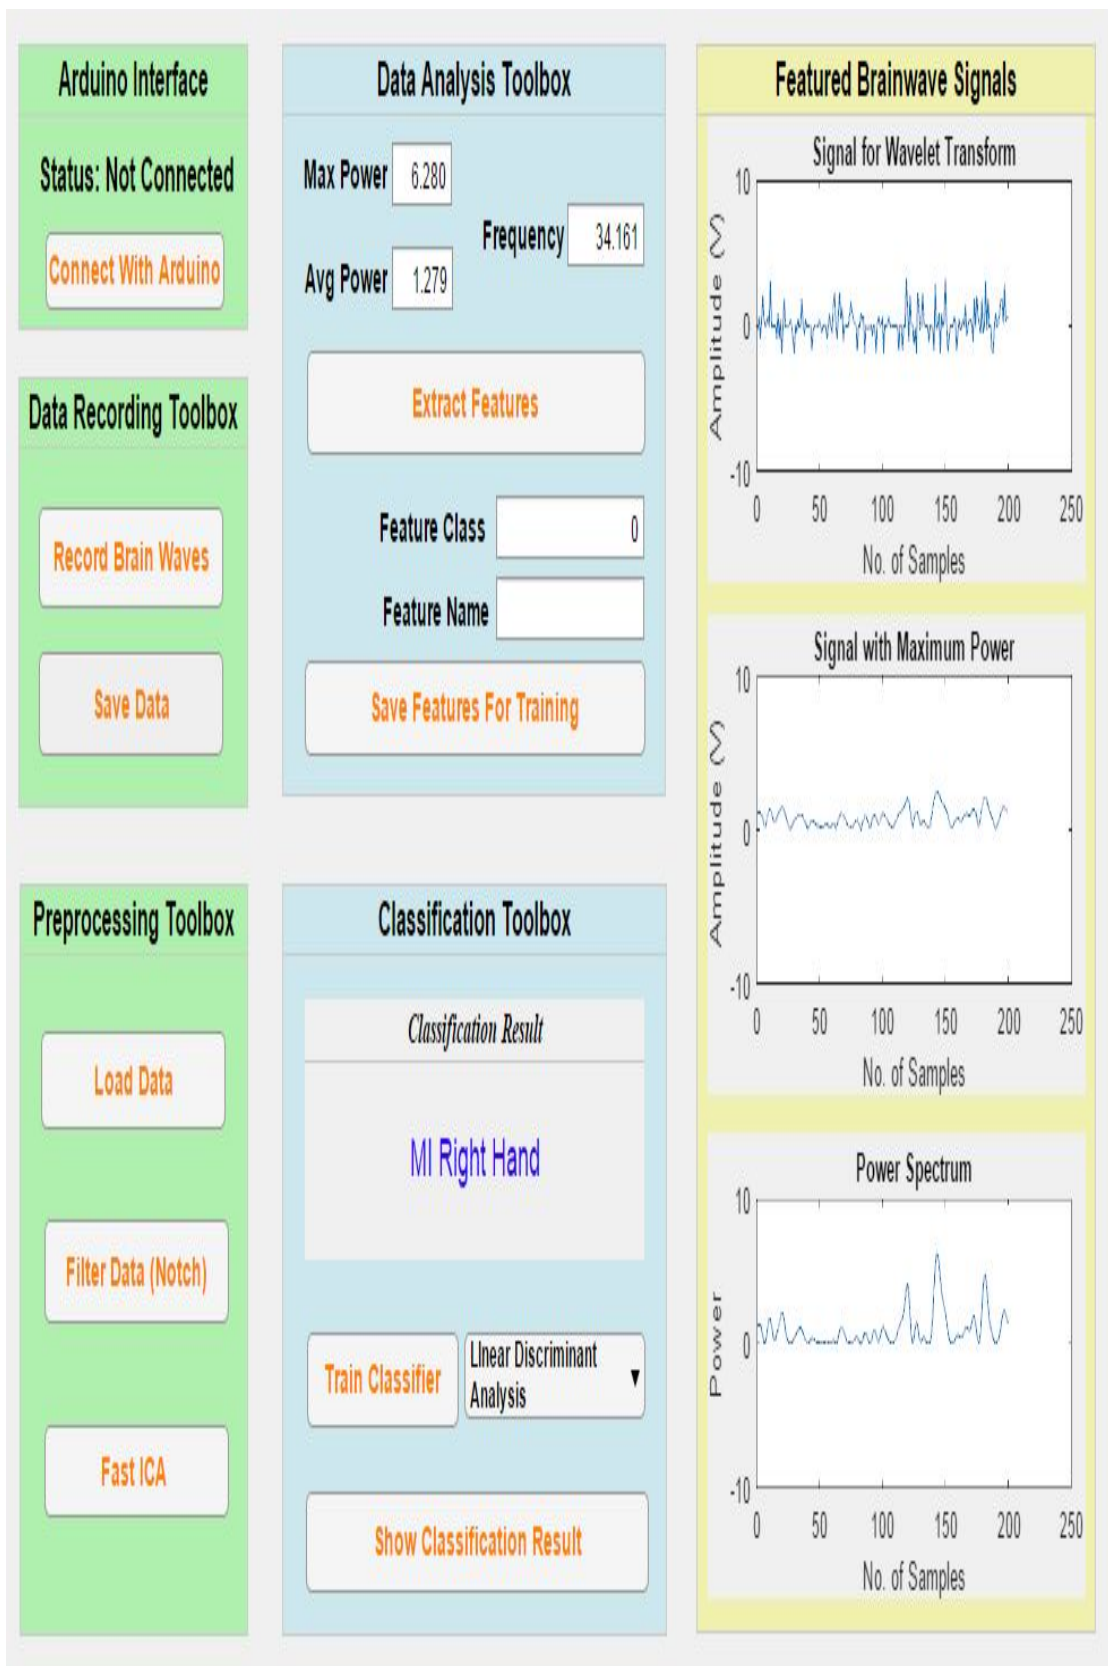 Arduino Interface
Status: Not Connected
Connect With Arduino
Data Recording Toolbox
Record Brain Waves
Save Data
Preprocessing Toolbox
Load Data
Filter Data (Notch)
Fast ICA
Data Analysis Toolbox
Max Power 6.280
Frequency 34.161
Avg Power 1.279
Extract Features
Feature Class 0
Feature Name
Save Features For Training
Classification Toolbox
Classification Result
MI Right Hand
Train Classifier
LInear Discriminant
Analysis
Show Classification Result
Featured Brainwave Signals
Signal for Wavelet Transform
Amplitude (V)
10
0
-10
0 50 100 150 200 250
No. of Samples
Signal with Maximum Power
Amplitude (V)
10
0
-10
0 50 100 150 200 250
No. of Samples
Power Spectrum
Power
10
0
-10
0 50 100 150 200 250
No. of Samples